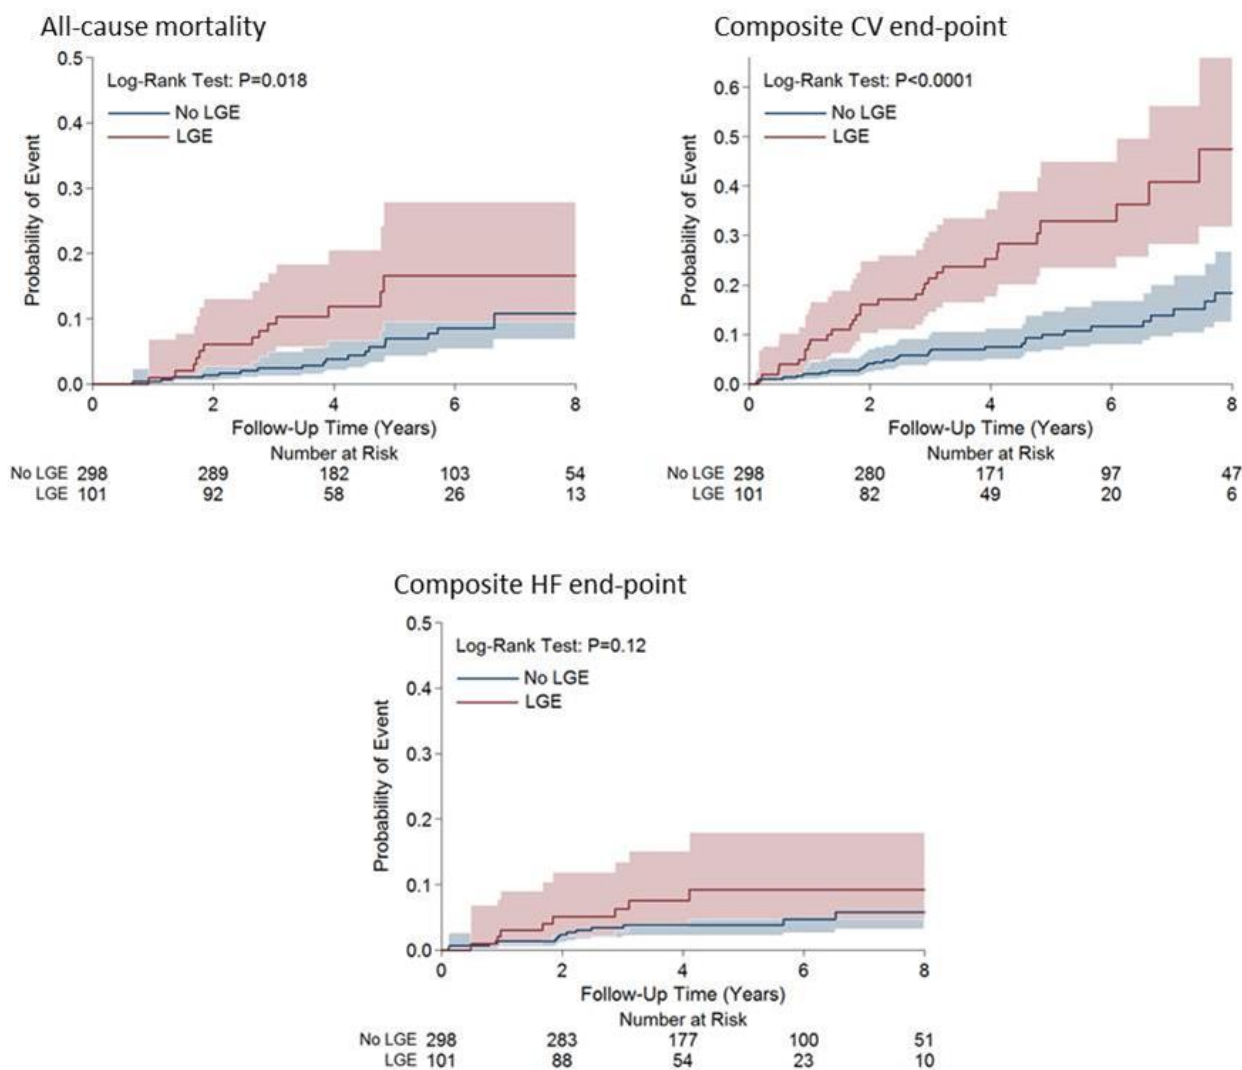 All-cause mortality
Log-Rank Test: P=0.018
No LGE
LGE
Probability of Event
0.5
0.4
0.3
0.2
0.1
0.0
0 2 4 6 8
Follow-Up Time (Years)
Number at Risk
No LGE 298 289 182 103 54
LGE 101 92 58 26 13
Composite CV end-point
Log-Rank Test: P<0.0001
No LGE
LGE
Probability of Event
0.6
0.5
0.4
0.3
0.2
0.1
0.0
0 2 4 6 8
Follow-Up Time (Years)
Number at Risk
No LGE 298 280 171 97 47
LGE 101 82 49 20 6
Composite HF end-point
Log-Rank Test: P=0.12
No LGE
LGE
Probability of Event
0.5
0.4
0.3
0.2
0.1
0.0
0 2 4 6 8
Follow-Up Time (Years)
Number at Risk
No LGE 298 283 177 100 51
LGE 101 88 54 23 10